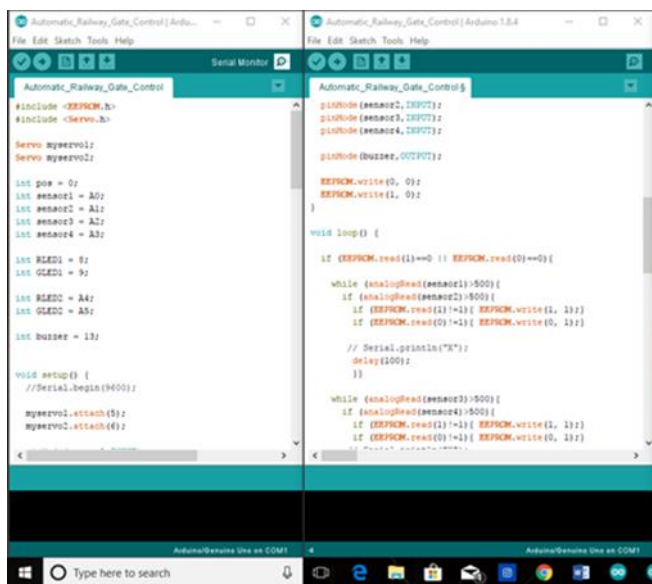 Automatic_Railway_Gate_Control | Ardu...
File Edit Sketch Tools Help
Serial Monitor
Automatic_Railway_Gate_Control
#include <EEPROM.h>
#include <Servo.h>
Servo myservo1;
Servo myservo2;
int pos = 0;
int sensor1 = A0;
int sensor2 = A1;
int sensor3 = A2;
int sensor4 = A3;
int RLED1 = 8;
int GLED1 = 9;
int RLED2 = A4;
int GLED2 = A5;
int buzzer = 13;
void setup() {
//Serial.begin(9600);
myservo1.attach(5);
myservo2.attach(6);
Arduino/Genuino Uno on COM1
Automatic_Railway_Gate_Control | Arduino 1.8.4
File Edit Sketch Tools Help
Automatic_Railway_Gate_Control §
pinMode(sensor2,INPUT);
pinMode(sensor3,INPUT);
pinMode(sensor4,INPUT);
pinMode(buzzer,OUTPUT);
EEPROM.write(0, 0);
EEPROM.write(1, 0);
}
void loop() {
if (EEPROM.read(1)==0 || EEPROM.read(0)==0){
while (analogRead(sensor1)>500){
if (analogRead(sensor2)>500){
if (EEPROM.read(1)!=1){ EEPROM.write(1, 1);}
if (EEPROM.read(0)!=1){ EEPROM.write(0, 1);}
// Serial.println("X");
delay(100);
}}
while (analogRead(sensor3)>500){
if (analogRead(sensor4)>500){
if (EEPROM.read(1)!=1){ EEPROM.write(1, 1);}
if (EEPROM.read(0)!=1){ EEPROM.write(0, 1);}
4
Arduino/Genuino Uno on COM1
Type here to search